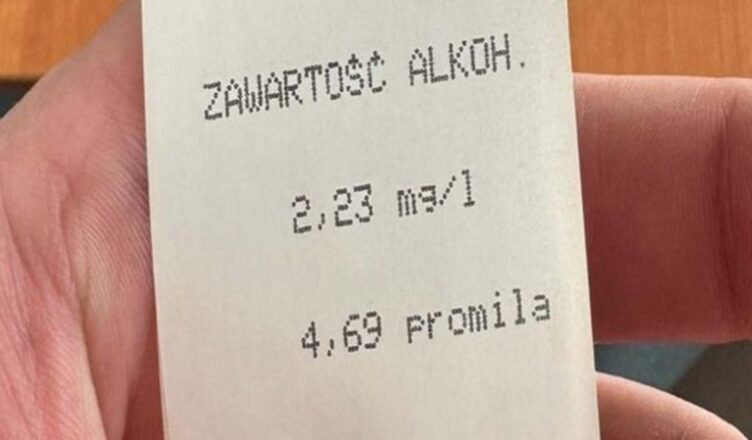 ZAWARTOŚĆ ALKOH.
2,23 mg/l
4,69 promila